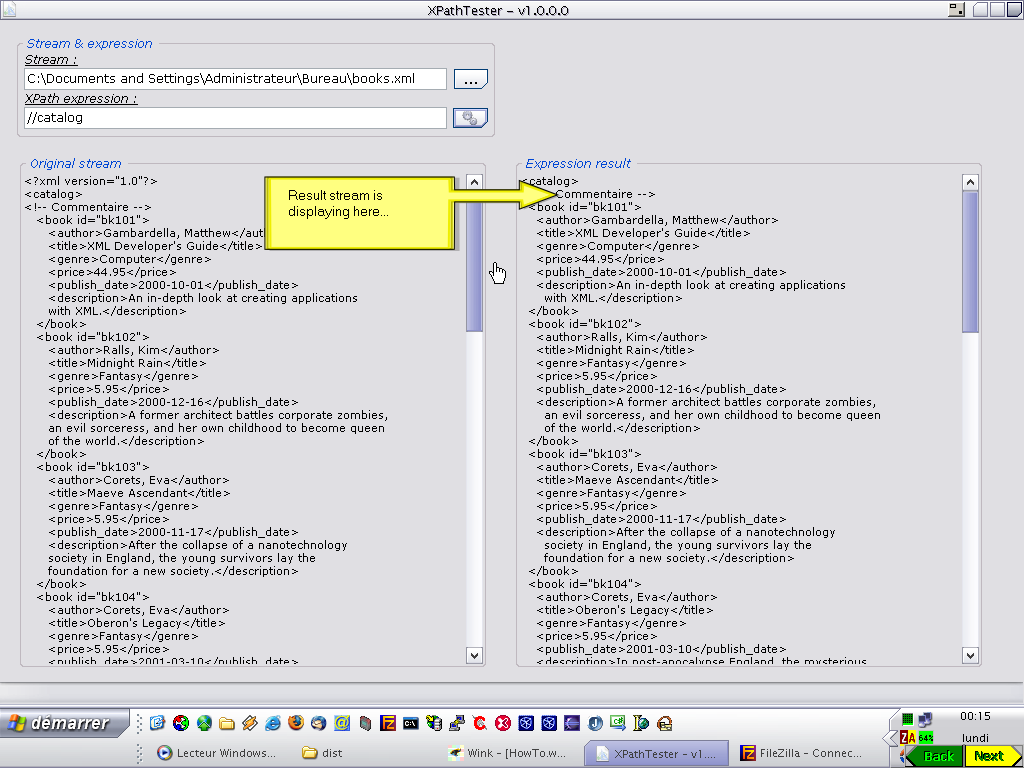 XPathTester - v1.0.0.0
Stream & expression
Stream :
C:\Documents and Settings\Administrateur\Bureau\books.xml
...
XPath expression :
//catalog
Original stream
<?xml version="1.0"?>
<catalog>
<!-- Commentaire -->
<book id="bk101">
<author>Gambardella, Matthew</aut
<title>XML Developer's Guide</title>
<genre>Computer</genre>
<price>44.95</price>
<publish_date>2000-10-01</publish_date>
<description>An in-depth look at creating applications
with XML.</description>
</book>
<book id="bk102">
<author>Ralls, Kim</author>
<title>Midnight Rain</title>
<genre>Fantasy</genre>
<price>5.95</price>
<publish_date>2000-12-16</publish_date>
<description>A former architect battles corporate zombies,
an evil sorceress, and her own childhood to become queen
of the world.</description>
</book>
<book id="bk103">
<author>Corets, Eva</author>
<title>Maeve Ascendant</title>
<genre>Fantasy</genre>
<price>5.95</price>
<publish_date>2000-11-17</publish_date>
<description>After the collapse of a nanotechnology
society in England, the young survivors lay the
foundation for a new society.</description>
</book>
<book id="bk104">
<author>Corets, Eva</author>
<title>Oberon's Legacy</title>
<genre>Fantasy</genre>
<price>5.95</price>
<publish_date>2001-03-10</publish_date>
Result stream is
displaying here...
Expression result
<catalog>
Commentaire -->
<book id="bk101">
<author>Gambardella, Matthew</author>
<title>XML Developer's Guide</title>
<genre>Computer</genre>
<price>44.95</price>
<publish_date>2000-10-01</publish_date>
<description>An in-depth look at creating applications
with XML.</description>
</book>
<book id="bk102">
<author>Ralls, Kim</author>
<title>Midnight Rain</title>
<genre>Fantasy</genre>
<price>5.95</price>
<publish_date>2000-12-16</publish_date>
<description>A former architect battles corporate zombies,
an evil sorceress, and her own childhood to become queen
of the world.</description>
</book>
<book id="bk103">
<author>Corets, Eva</author>
<title>Maeve Ascendant</title>
<genre>Fantasy</genre>
<price>5.95</price>
<publish_date>2000-11-17</publish_date>
<description>After the collapse of a nanotechnology
society in England, the young survivors lay the
foundation for a new society.</description>
</book>
<book id="bk104">
<author>Corets, Eva</author>
<title>Oberon's Legacy</title>
<genre>Fantasy</genre>
<price>5.95</price>
<publish_date>2001-03-10</publish_date>
<description>In post-apocalypse England, the mysterious
démarrer
00:15
lundi
64%
Lecteur Windows...
dist
Wink - [HowTo.w...
XPathTester - v1....
FileZilla - Connec...
Back
Next